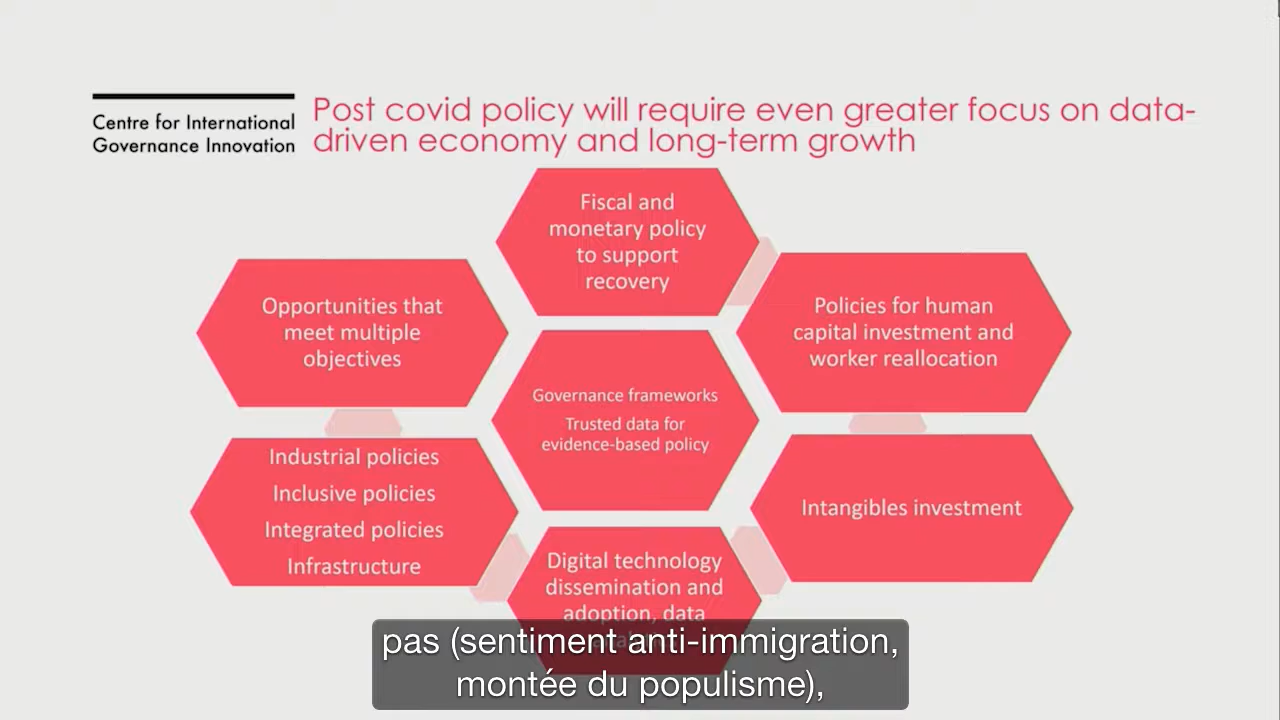 Centre for International
Governance Innovation
Post covid policy will require even greater focus on data-
driven economy and long-term growth
Fiscal and
monetary policy
to support
recovery
Opportunities that
meet multiple
objectives
Policies for human
capital investment and
worker reallocation
Governance frameworks
Trusted data for
evidence-based policy
Industrial policies
Inclusive policies
Integrated policies
Infrastructure
Intangibles investment
Digital technology
dissemination and
adoption, data
pas (sentiment anti-immigration,
montée du populisme),